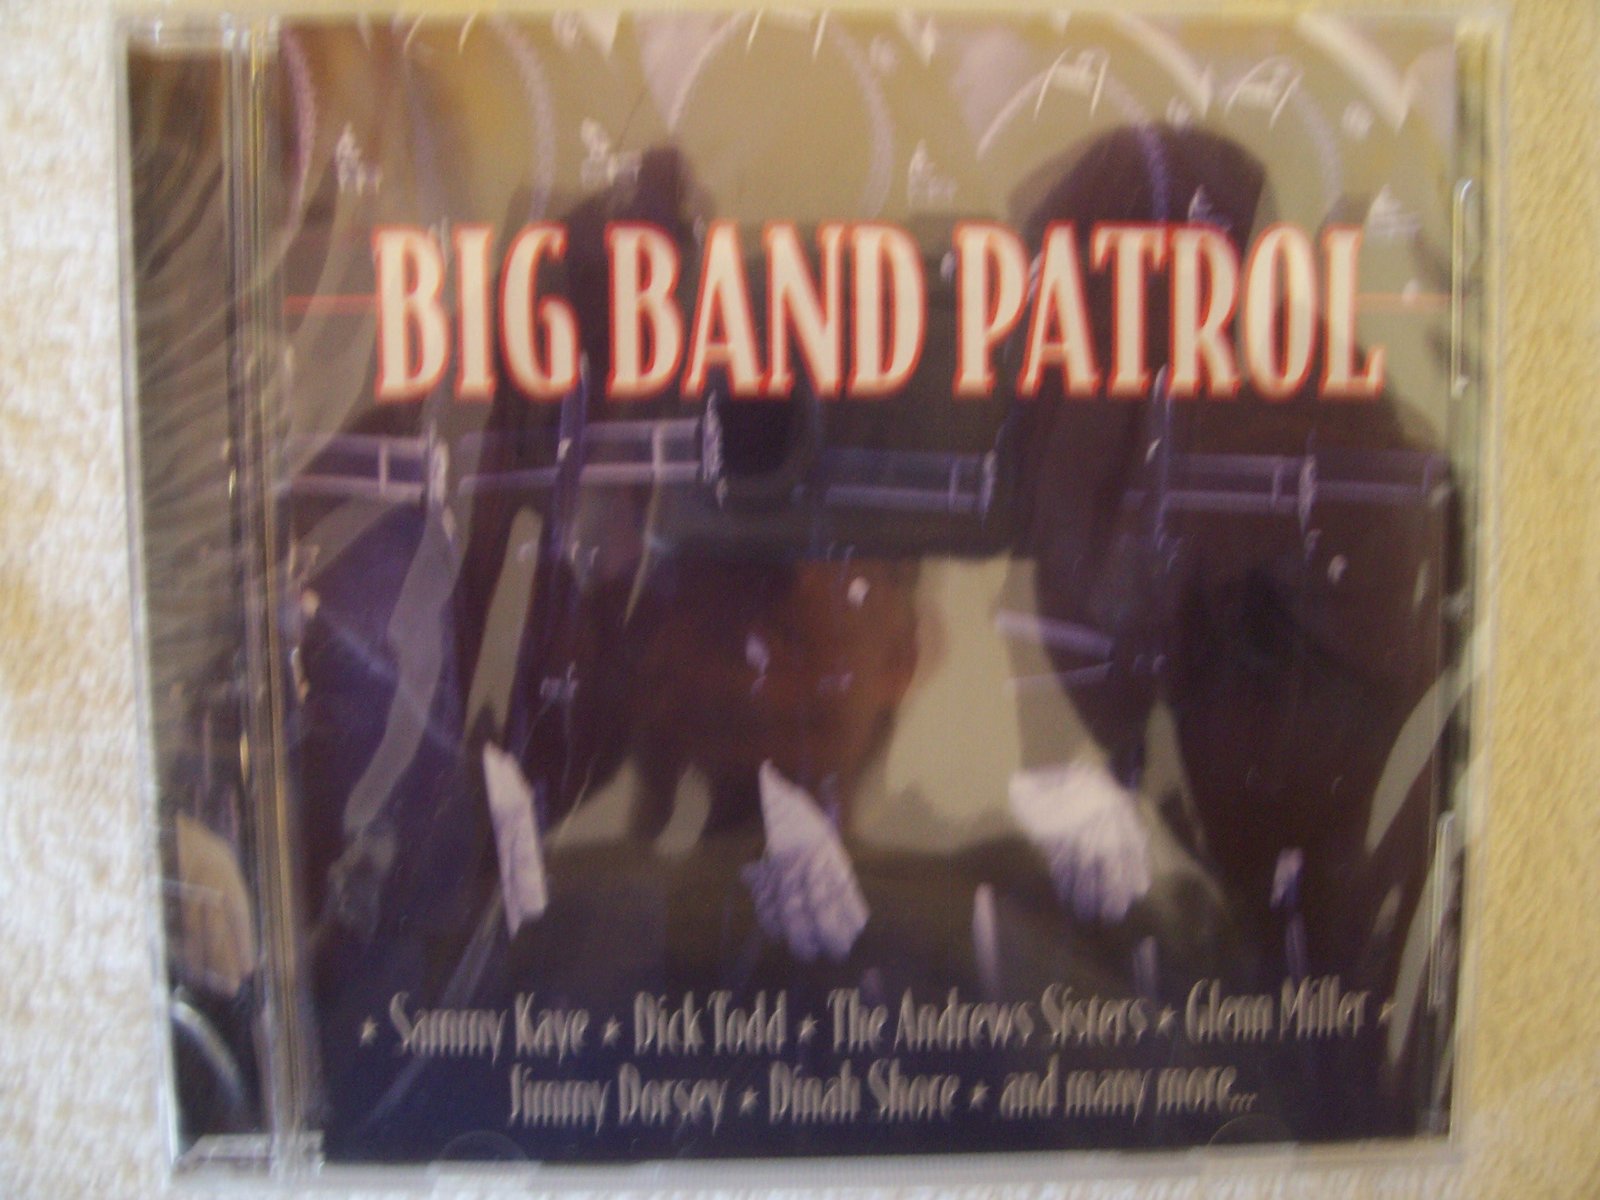 BIG BAND PATROL
★ Sammy Kaye ★ Dick Todd ★ The Andrews Sisters ★ Glenn Miller ★
Jimmy Dorsey ★ Dinah Shore ★ and many more...